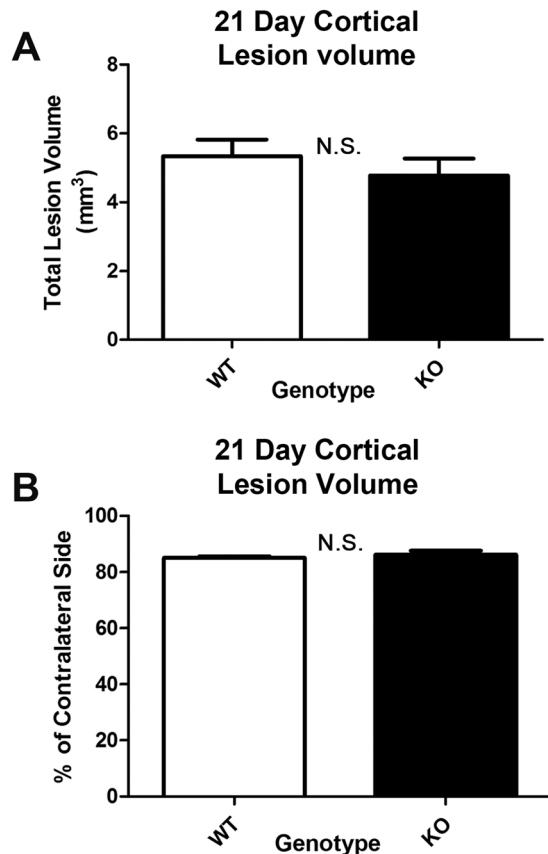 A
21 Day Cortical
Lesion volume
Total Lesion Volume
(mm³)
8
6
4
2
0
N.S.
WT
KO
Genotype
B
21 Day Cortical
Lesion Volume
% of Contralateral Side
100
80
60
40
20
0
N.S.
WT
KO
Genotype